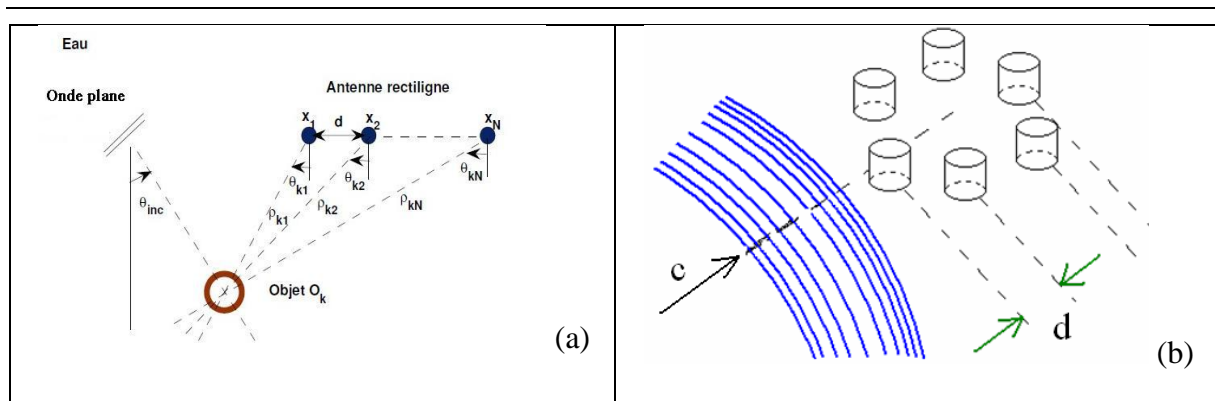 Eau
Onde plane
Antenne rectiligne
x1 d x2 xN
θk1 θk2 θkN
θinc ρk1 ρk2 ρkN
Objet Ok
(a)
c
d
(b)